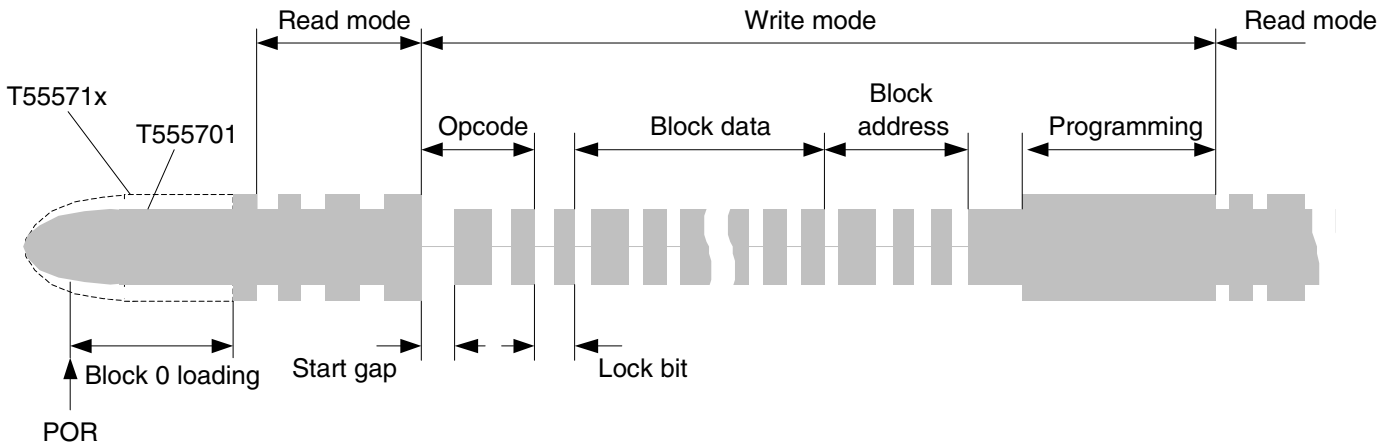 Read mode
Write mode
Read mode
T55571x
T555701
Opcode
Block data
Block
address
Programming
Block 0 loading
Start gap
Lock bit
POR